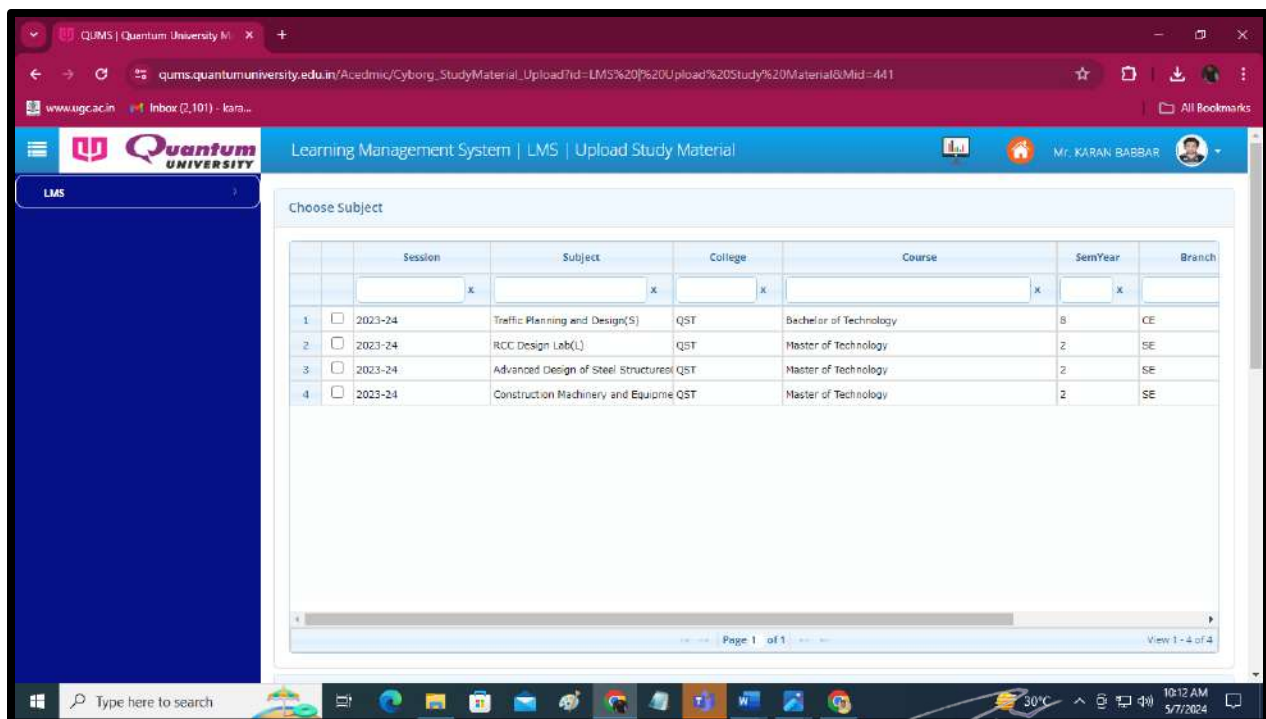 QUMS | Quantum University M
qums.quantumuniversity.edu.in/Acedmic/Cyborg_StudyMaterial_Upload?id=LMS%20|%20Upload%20Study%20Material&Mid=441
www.ugc.ac.in Inbox (2,101) - kara... All Bookmarks
Quantum
UNIVERSITY
Learning Management System | LMS | Upload Study Material Mr. KARAN BABBAR
LMS
Choose Subject
Session Subject College Course SemYear Branch
x x x x x
1 2023-24 Traffic Planning and Design(S) QST Bachelor of Technology 8 CE
2 2023-24 RCC Design Lab(L) QST Master of Technology 2 SE
3 2023-24 Advanced Design of Steel Structures( QST Master of Technology 2 SE
4 2023-24 Construction Machinery and Equipme QST Master of Technology 2 SE
Page 1 of 1 View 1 - 4 of 4
Type here to search 30°C 10:12 AM
5/7/2024